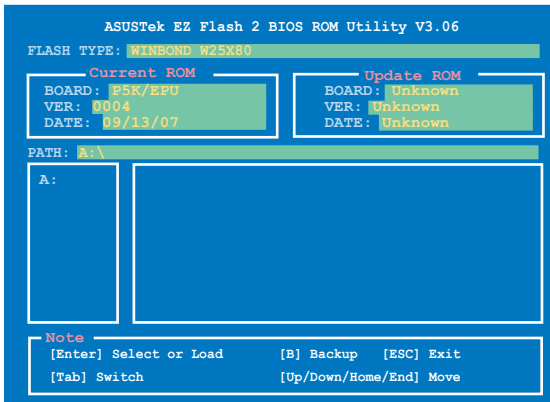 ASUSTek EZ Flash 2 BIOS ROM Utility V3.06
FLASH TYPE: WINBOND W25X80
Current ROM
BOARD: P5K/EPU
VER: 0004
DATE: 09/13/07
Update ROM
BOARD: Unknown
VER: Unknown
DATE: Unknown
PATH: A:\
A:
Note
[Enter] Select or Load [B] Backup [ESC] Exit
[Tab] Switch [Up/Down/Home/End] Move